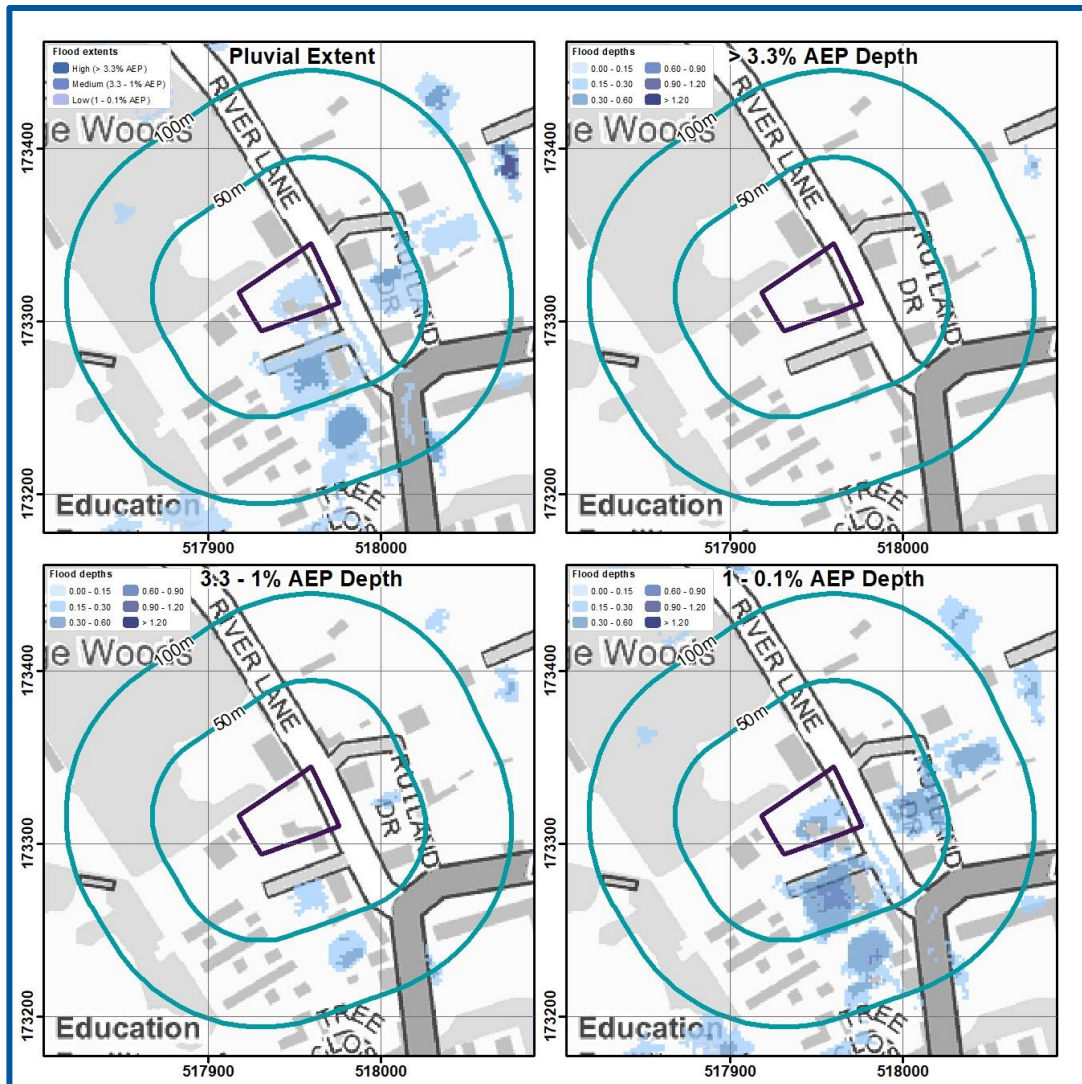 Pluvial Extent
Flood extents
High (> 3.3% AEP)
Medium (3.3 - 1% AEP)
Low (1 - 0.1% AEP)
ge Woods
RIVER LANE
100m
50m
RUTLAND
DR
Education
173400
173300
173200
517900
518000
> 3.3% AEP Depth
Flood depths
0.00 - 0.15
0.15 - 0.30
0.30 - 0.60
0.60 - 0.90
0.90 - 1.20
> 1.20
ge Woods
RIVER LANE
100m
50m
RUTLAND
DR
Education
173400
173300
173200
517900
518000
3.3 - 1% AEP Depth
Flood depths
0.00 - 0.15
0.15 - 0.30
0.30 - 0.60
0.60 - 0.90
0.90 - 1.20
> 1.20
ge Woods
RIVER LANE
100m
50m
RUTLAND
DR
Education
173400
173300
173200
517900
518000
1 - 0.1% AEP Depth
Flood depths
0.00 - 0.15
0.15 - 0.30
0.30 - 0.60
0.60 - 0.90
0.90 - 1.20
> 1.20
ge Woods
RIVER LANE
100m
50m
RUTLAND
DR
Education
173400
173300
173200
517900
518000